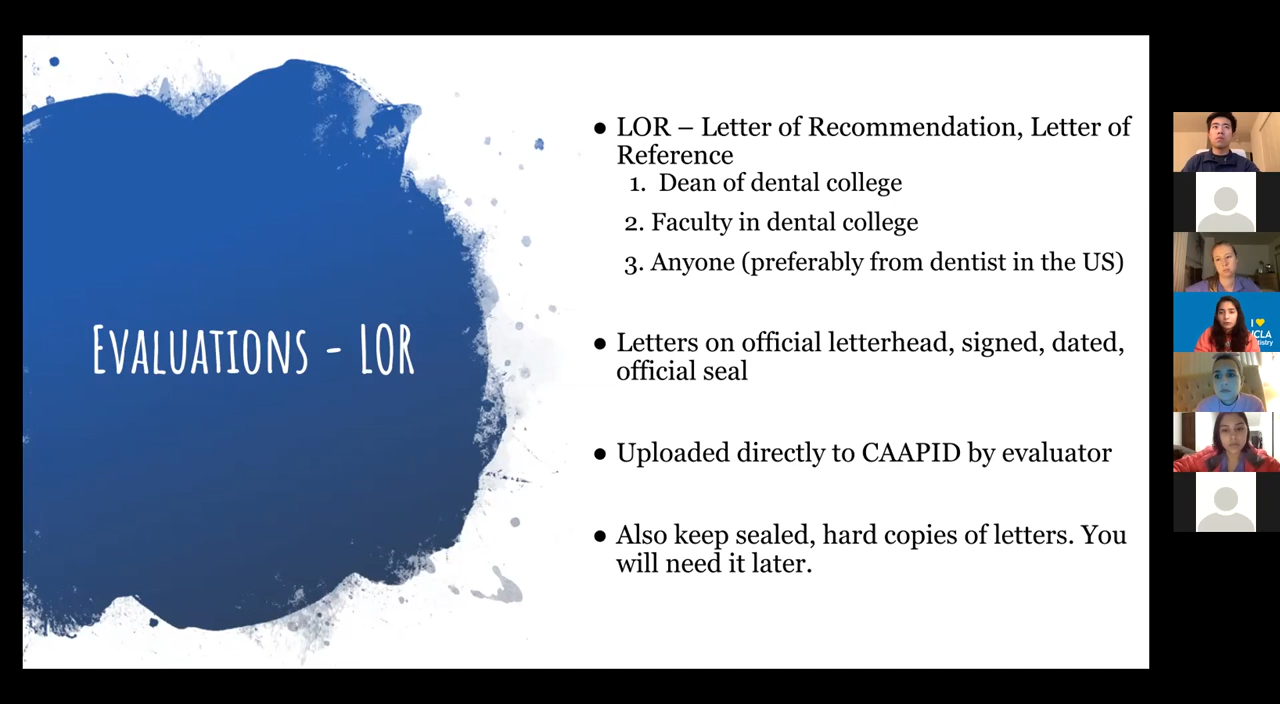 Evaluations - LOR
● LOR – Letter of Recommendation, Letter of
Reference
1. Dean of dental college
2. Faculty in dental college
3. Anyone (preferably from dentist in the US)
● Letters on official letterhead, signed, dated,
official seal
● Uploaded directly to CAAPID by evaluator
● Also keep sealed, hard copies of letters. You
will need it later.
I